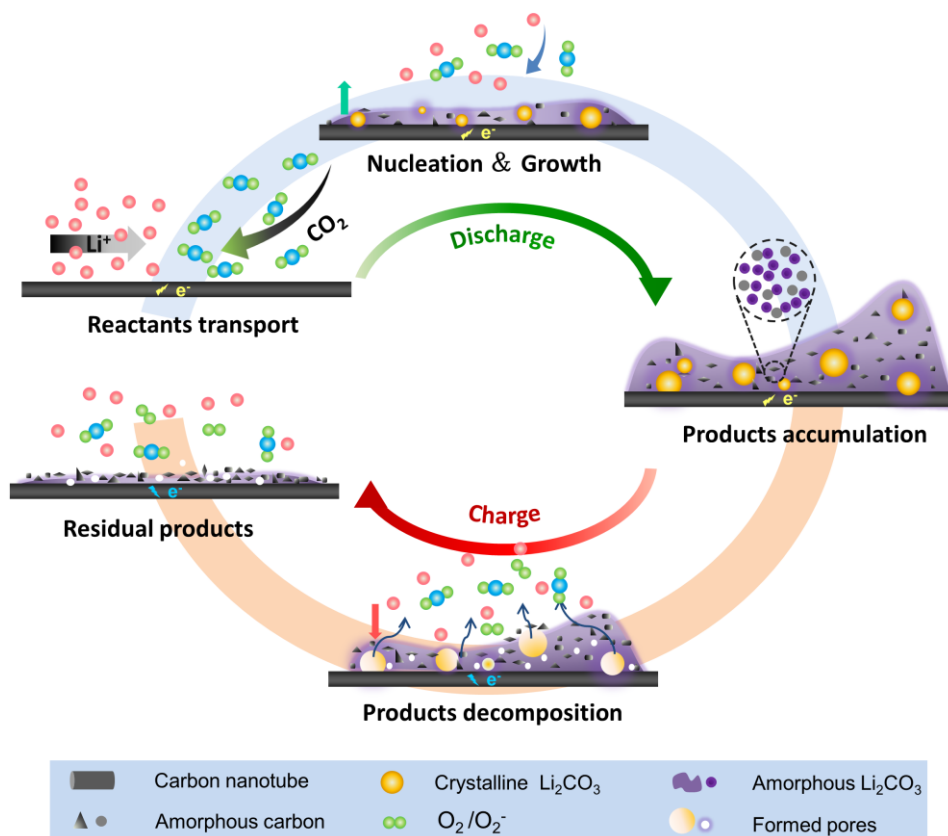 e⁻
Nucleation & Growth
Li⁺
CO₂
e⁻
Reactants transport
Discharge
e⁻
Products accumulation
e⁻
Residual products
Charge
e⁻
Products decomposition
Carbon nanotube
Crystalline Li₂CO₃
Amorphous Li₂CO₃
Amorphous carbon
O₂/O₂⁻
Formed pores